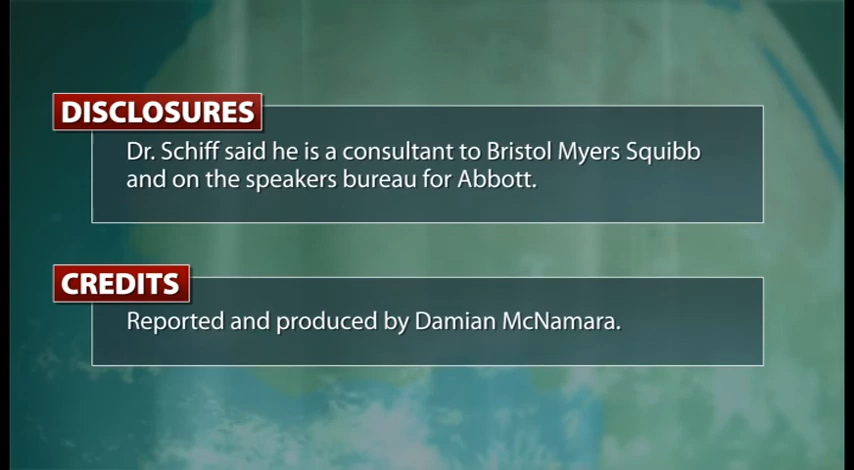 DISCLOSURES
Dr. Schiff said he is a consultant to Bristol Myers Squibb
and on the speakers bureau for Abbott.
CREDITS
Reported and produced by Damian McNamara.